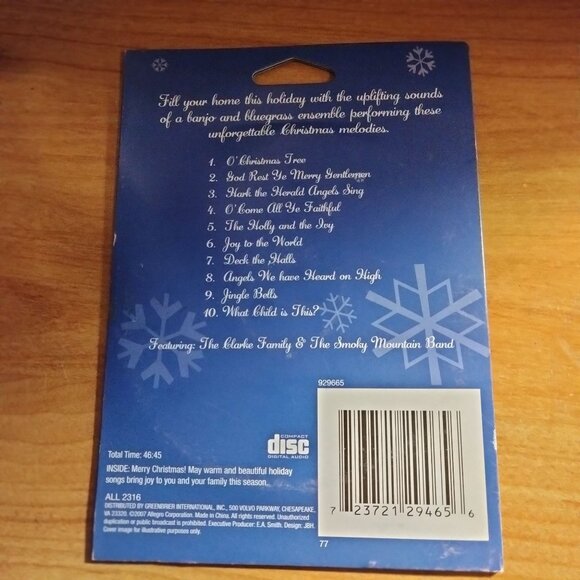 Fill your home this holiday with the uplifting sounds
of a banjo and bluegrass ensemble performing these
unforgettable Christmas melodies.
1. O' Christmas Tree
2. God Rest Ye Merry Gentlemen
3. Hark the Herald Angels Sing
4. O' Come All Ye Faithful
5. The Holly and the Ivy
6. Joy to the World
7. Deck the Halls
8. Angels We have Heard on High
9. Jingle Bells
10. What Child is This?
Featuring: The Clarke Family & The Smoky Mountain Band
929665
COMPACT
disc
DIGITAL AUDIO
Total Time: 46:45
INSIDE: Merry Christmas! May warm and beautiful holiday
songs bring joy to you and your family this season.
ALL 2316
DISTRIBUTED BY GREENBRIER INTERNATIONAL, INC., 500 VOLVO PARKWAY, CHESAPEAKE,
VA 23320. ©2007 Allegro Corporation. Made in China. All rights reserved. Unauthorized
duplication or public broadcast is prohibited. Executive Producer: E.A. Smith. Design: JBH.
Cover image for illustrative purposes only.
7 23721 29465 6
77